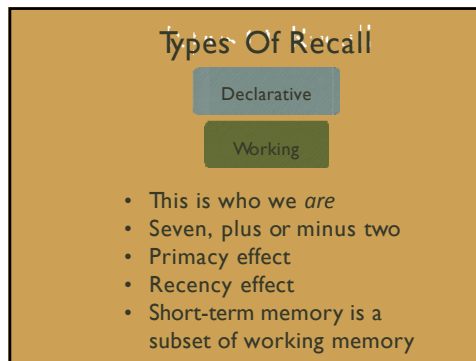 Types Of Recall
Declarative
Working
• This is who we are
• Seven, plus or minus two
• Primacy effect
• Recency effect
• Short-term memory is a
subset of working memory